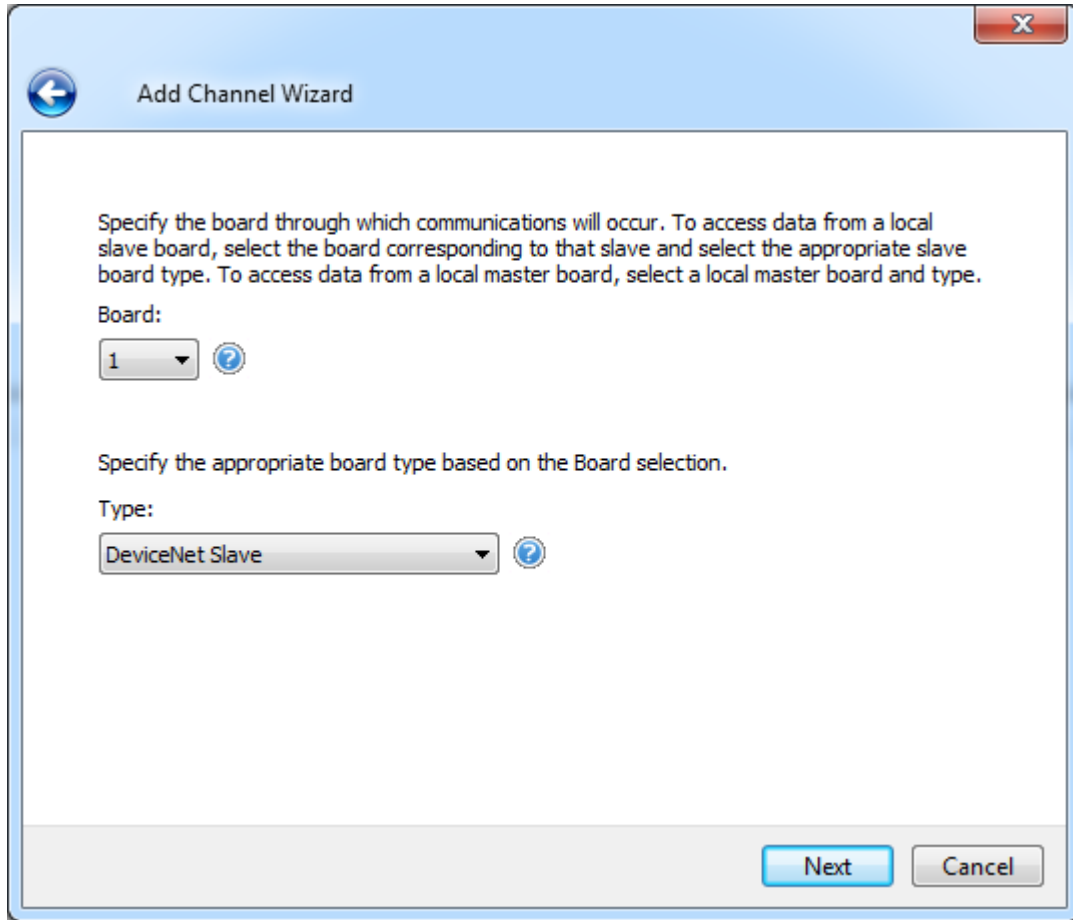 Add Channel Wizard
Specify the board through which communications will occur. To access data from a local
slave board, select the board corresponding to that slave and select the appropriate slave
board type. To access data from a local master board, select a local master board and type.
Board:
1
Specify the appropriate board type based on the Board selection.
Type:
DeviceNet Slave
Next
Cancel